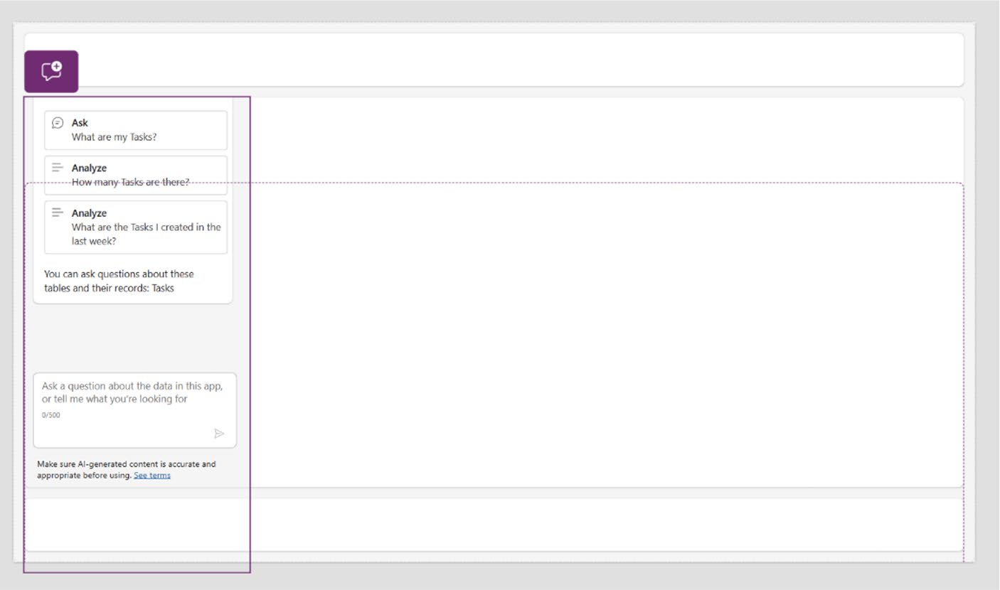 Ask
What are my Tasks?
Analyze
How many Tasks are there?
Analyze
What are the Tasks I created in the
last week?
You can ask questions about these
tables and their records: Tasks
Ask a question about the data in this app,
or tell me what you're looking for
0/500
Make sure AI-generated content is accurate and
appropriate before using. See terms